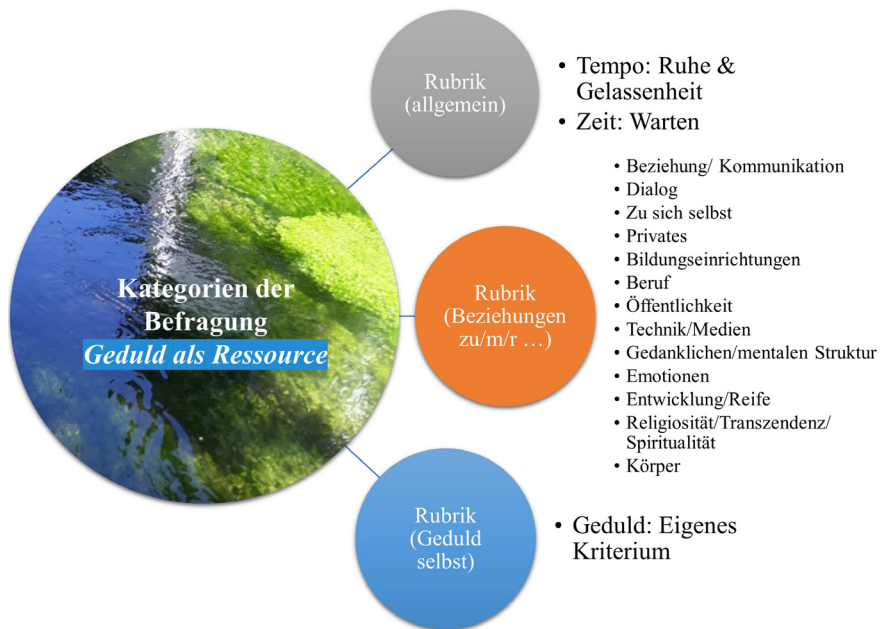 Kategorien der
Befragung
Geduld als Ressource
Rubrik
(allgemein)
• Tempo: Ruhe &
Gelassenheit
• Zeit: Warten
Rubrik
(Beziehungen
zu/m/r …)
• Beziehung/ Kommunikation
• Dialog
• Zu sich selbst
• Privates
• Bildungseinrichtungen
• Beruf
• Öffentlichkeit
• Technik/Medien
• Gedanklichen/mentalen Struktur
• Emotionen
• Entwicklung/Reife
• Religiosität/Transzendenz/
Spiritualität
• Körper
Rubrik
(Geduld
selbst)
• Geduld: Eigenes
Kriterium